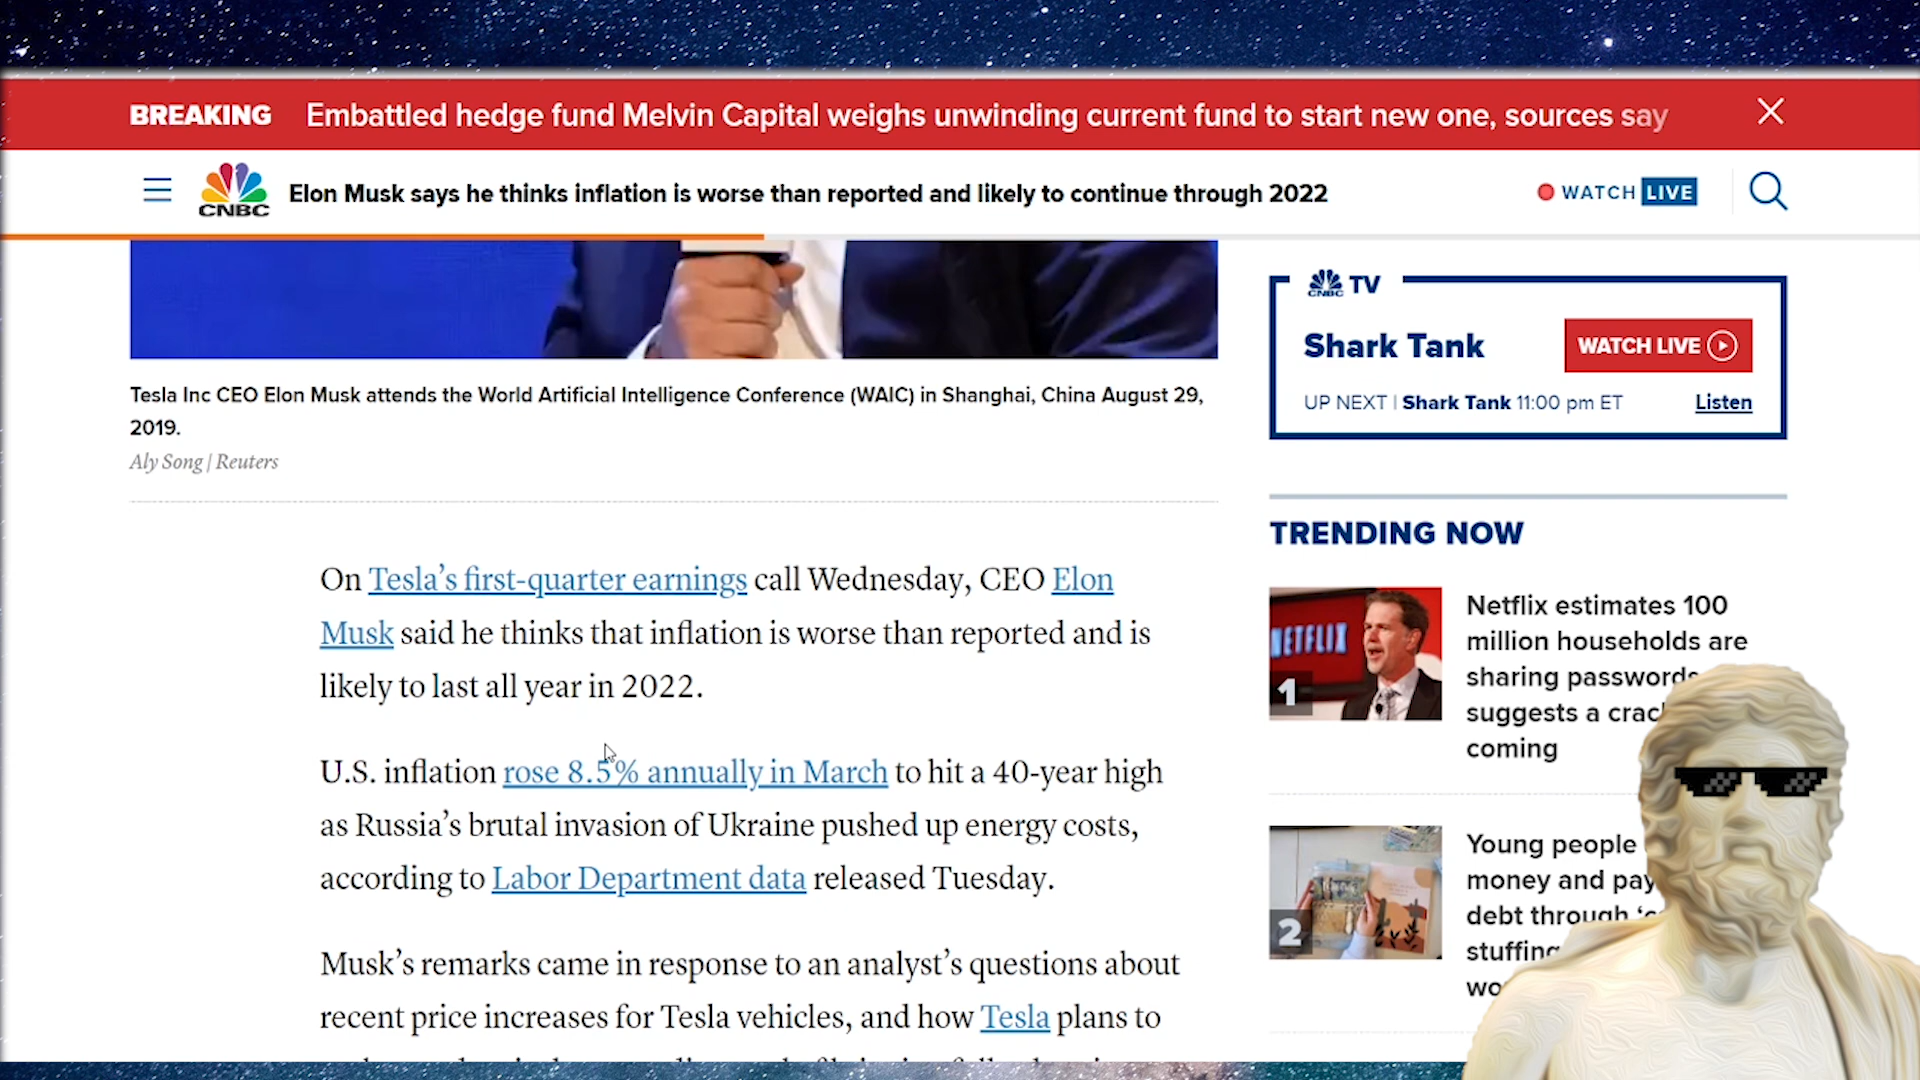 BREAKING Embattled hedge fund Melvin Capital weighs unwinding current fund to start new one, sources say
CNBC
Elon Musk says he thinks inflation is worse than reported and likely to continue through 2022
WATCH LIVE
Tesla Inc CEO Elon Musk attends the World Artificial Intelligence Conference (WAIC) in Shanghai, China August 29,
2019.
Aly Song | Reuters
On Tesla's first-quarter earnings call Wednesday, CEO Elon
Musk said he thinks that inflation is worse than reported and is
likely to last all year in 2022.
U.S. inflation rose 8.5% annually in March to hit a 40-year high
as Russia's brutal invasion of Ukraine pushed up energy costs,
according to Labor Department data released Tuesday.
Musk's remarks came in response to an analyst's questions about
recent price increases for Tesla vehicles, and how Tesla plans to
CNBC TV
Shark Tank
WATCH LIVE
UP NEXT | Shark Tank 11:00 pm ET
Listen
TRENDING NOW
NETFLIX
1
Netflix estimates 100
million households are
sharing passwords
suggests a
coming
2
Young people
money and
debt through